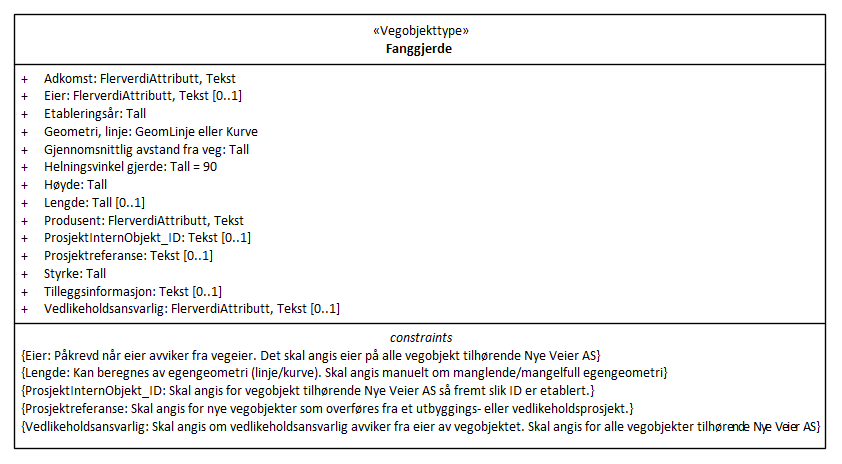 «Vegobjekttype»
Fanggjerde
+ Adkomst: FlerverdiAttributt, Tekst
+ Eier: FlerverdiAttributt, Tekst [0..1]
+ Etableringsår: Tall
+ Geometri, linje: GeomLinje eller Kurve
+ Gjennomsnittlig avstand fra veg: Tall
+ Helningsvinkel gjerde: Tall = 90
+ Høyde: Tall
+ Lengde: Tall [0..1]
+ Produsent: FlerverdiAttributt, Tekst
+ ProsjektInternObjekt_ID: Tekst [0..1]
+ Prosjektreferanse: Tekst [0..1]
+ Styrke: Tall
+ Tilleggsinformasjon: Tekst [0..1]
+ Vedlikeholdsansvarlig: FlerverdiAttributt, Tekst [0..1]
constraints
{Eier: Påkrevd når eier avviker fra vegeier. Det skal angis eier på alle vegobjekt tilhørende Nye Veier AS}
{Lengde: Kan beregnes av egengeometri (linje/kurve). Skal angis manuelt om manglende/mangelfull egengeometri}
{ProsjektInternObjekt_ID: Skal angis for vegobjekt tilhørende Nye Veier AS så fremt slik ID er etablert.}
{Prosjektreferanse: Skal angis for nye vegobjekter som overføres fra et utbyggings- eller vedlikeholdsprosjekt.}
{Vedlikeholdsansvarlig: Skal angis om vedlikeholdsansvarlig avviker fra eier av vegobjektet. Skal angis for alle vegobjekter tilhørende Nye Veier AS}